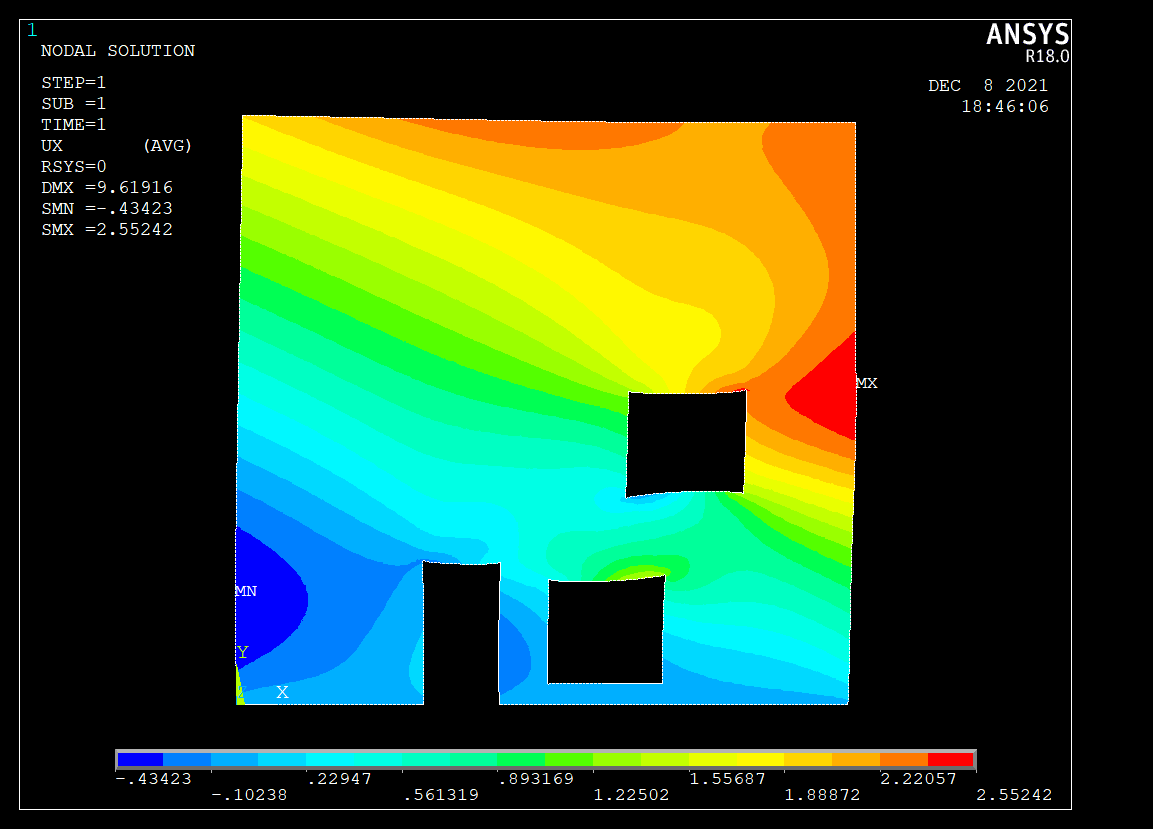 1
ANSYS
R18.0
NODAL SOLUTION
DEC 8 2021
18:46:06
STEP=1
SUB =1
TIME=1
UX (AVG)
RSYS=0
DMX =9.61916
SMN =-.43423
SMX =2.55242
MX
MN
Y
X
-.43423 .22947 .893169 1.55687 2.22057
-.10238 .561319 1.22502 1.88872 2.55242